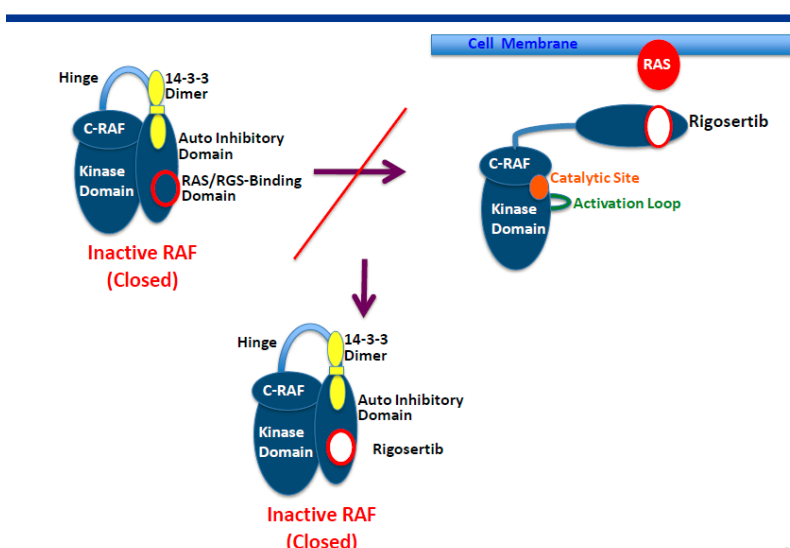 Cell Membrane
RAS
Rigosertib
C-RAF
Kinase
Domain
Catalytic Site
Activation Loop
Hinge
14-3-3
Dimer
C-RAF
Kinase
Domain
Auto Inhibitory
Domain
RAS/RGS-Binding
Domain
Inactive RAF
(Closed)
Hinge
14-3-3
Dimer
C-RAF
Kinase
Domain
Auto Inhibitory
Domain
Rigosertib
Inactive RAF
(Closed)